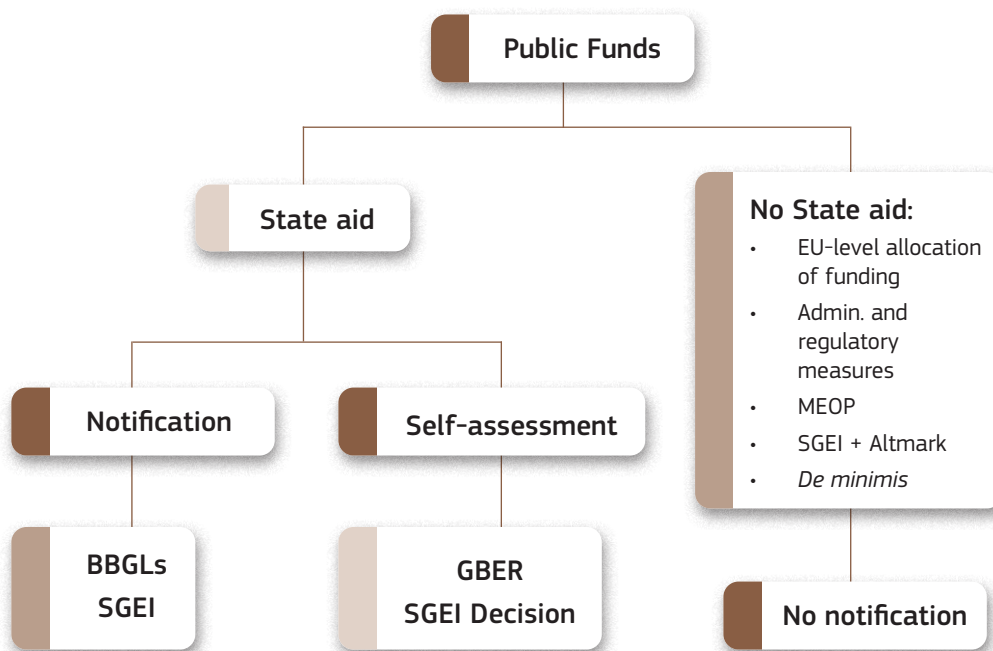 Public Funds
State aid
No State aid:
• EU-level allocation
of funding
• Admin. and
regulatory
measures
• MEOP
• SGEI + Altmark
• De minimis
Notification
Self-assessment
BBGLs
SGEI
GBER
SGEI Decision
No notification